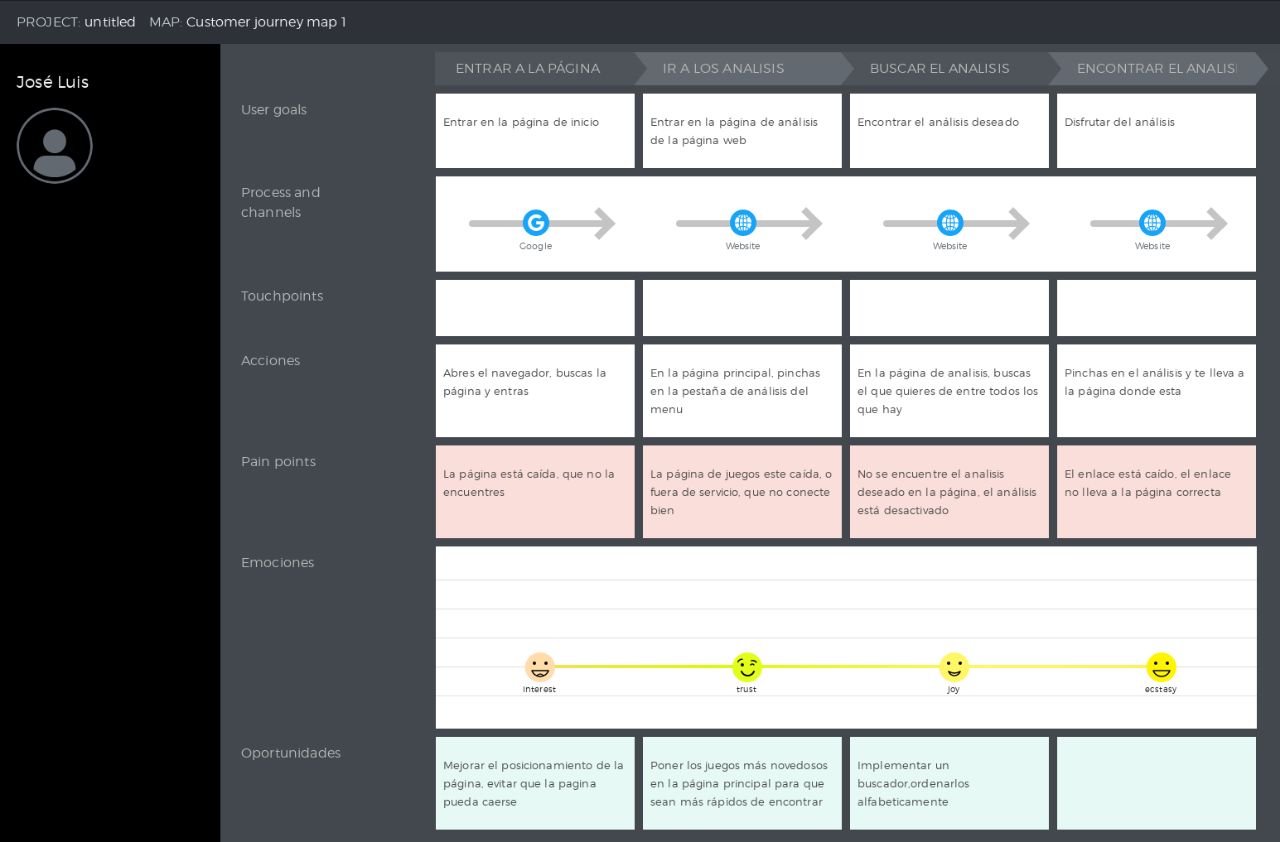 PROJECT: untitled MAP: Customer journey map 1
José Luis
ENTRAR A LA PÁGINA
IR A LOS ANALISIS
BUSCAR EL ANALISIS
ENCONTRAR EL ANALISI
User goals
Entrar en la página de inicio
Entrar en la página de análisis
de la página web
Encontrar el análisis deseado
Disfrutar del análisis
Process and
channels
Google
Website
Website
Website
Touchpoints
Acciones
Abres el navegador, buscas la
página y entras
En la página principal, pinchas
en la pestaña de análisis del
menu
En la página de analisis, buscas
el que quieres de entre todos los
que hay
Pinchas en el análisis y te lleva a
la página donde esta
Pain points
La página está caída, que no la
encuentres
La página de juegos este caída, o
fuera de servicio, que no conecte
bien
No se encuentre el analisis
deseado en la página, el análisis
está desactivado
El enlace está caído, el enlace
no lleva a la página correcta
Emociones
interest
trust
joy
ecstasy
Oportunidades
Mejorar el posicionamiento de la
página, evitar que la pagina
pueda caerse
Poner los juegos más novedosos
en la página principal para que
sean más rápidos de encontrar
Implementar un
buscador,ordenarlos
alfabeticamente